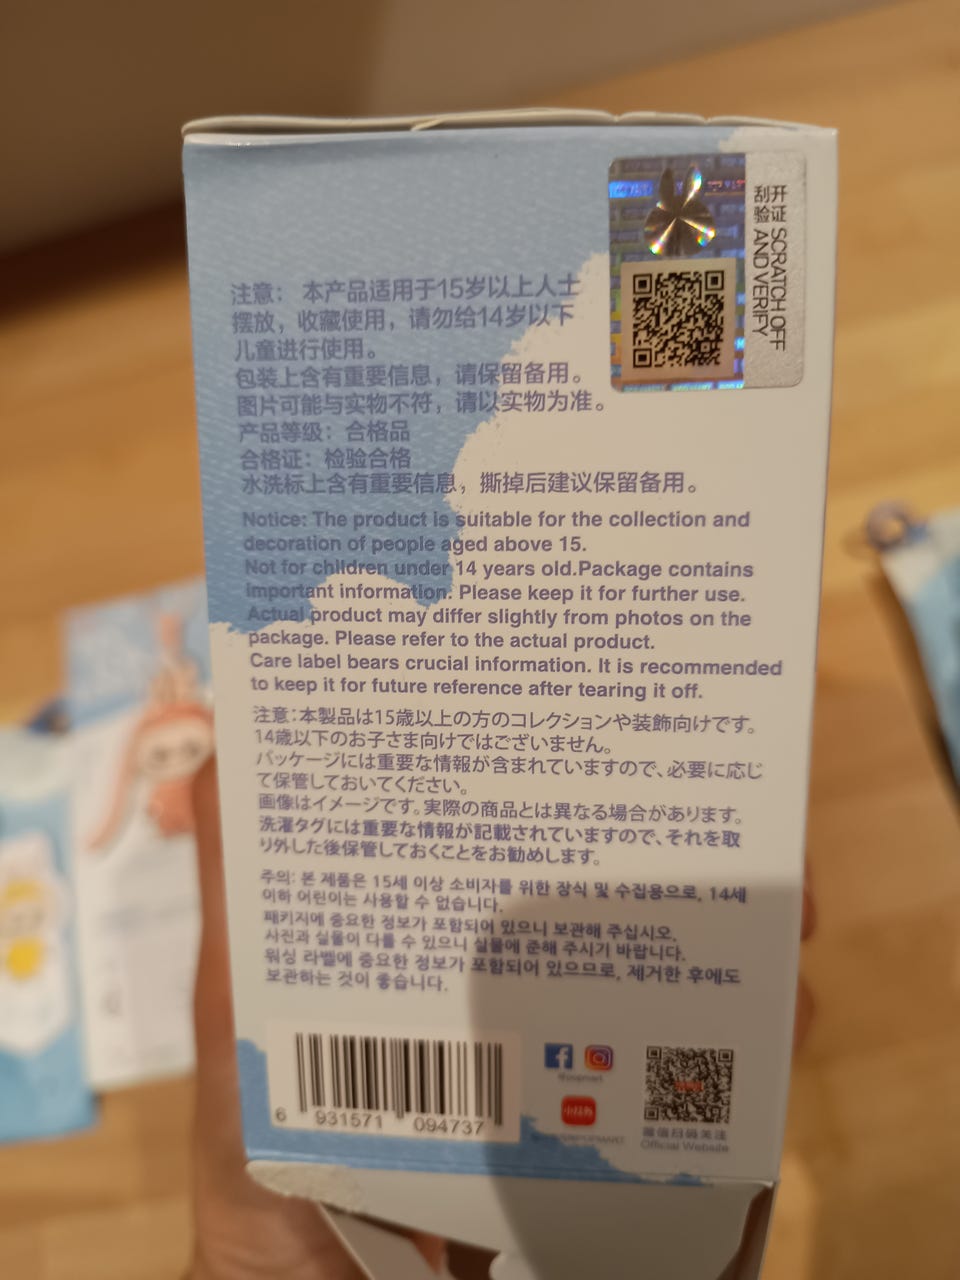 开 证 SCRATCH OFF
刮 验 AND VERIFY
注意： 本产品适用于15岁以上人士
摆放，收藏使用，请勿给14岁以下
儿童进行使用。
包装上含有重要信息，请保留备用。
图片可能与实物不符，请以实物为准。
产品等级：合格品
合格证：检验合格
水洗标上含有重要信息，撕掉后建议保留备用。
Notice: The product is suitable for the collection and
decoration of people aged above 15.
Not for children under 14 years old.Package contains
important information. Please keep it for further use.
Actual product may differ slightly from photos on the
package. Please refer to the actual product.
Care label bears crucial information. It is recommended
to keep it for future reference after tearing it off.
注意：本製品は15歳以上の方のコレクションや装飾向けです。
14歳以下のお子さま向けではございません。
パッケージには重要な情報が含まれていますので、必要に応じ
て保管しておいてください。
画像はイメージです。実際の商品とは異なる場合があります。
洗濯タグには重要な情報が記載されていますので、それを取
り外した後保管しておくことをお勧めします。
주의: 본 제품은 15세 이상 소비자를 위한 장식 및 수집용으로, 14세
이하 어린이는 사용할 수 없습니다.
패키지에 중요한 정보가 포함되어 있으니 보관해 주십시오.
사진과 실물이 다를 수 있으니 실물에 준해 주시기 바랍니다.
워싱 라벨에 중요한 정보가 포함되어 있으므로, 제거한 후에도
보관하는 것이 좋습니다.
6 931571 094737
@popmart
小红书
微信扫码关注
Official Website